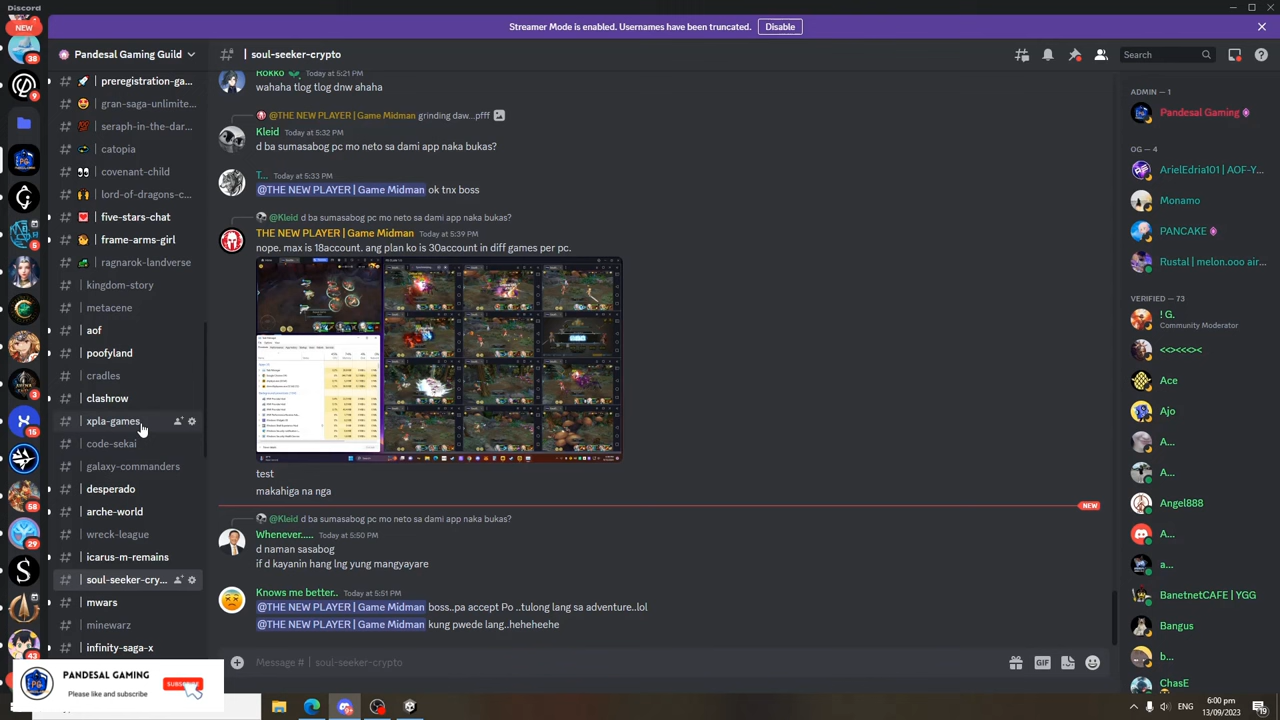 Discord
NEW
Streamer Mode is enabled. Usernames have been truncated.
Disable
Pandesal Gaming Guild
soul-seeker-crypto
Search
38
9
5
3
15
58
29
43
preregistration-ga...
gran-saga-unlimite...
seraph-in-the-dar...
catopia
covenant-child
lord-of-dragons-c...
five-stars-chat
frame-arms-girl
ragnarok-landverse
kingdom-story
metacene
aof
poofyland
cradles
clashrow
ola-games
code-sekai
galaxy-commanders
desperado
arche-world
wreck-league
icarus-m-remains
soul-seeker-cry...
mwars
minewarz
infinity-saga-x
Rokko Today at 5:21 PM
wahaha tlog tlog dnw ahaha
@THE NEW PLAYER | Game Midman grinding daw...pfff
Kleid Today at 5:32 PM
d ba sumasabog pc mo neto sa dami app naka bukas?
T... Today at 5:33 PM
@THE NEW PLAYER | Game Midman ok tnx boss
@Kleid d ba sumasabog pc mo neto sa dami app naka bukas?
THE NEW PLAYER | Game Midman Today at 5:39 PM
nope. max is 18account. ang plan ko is 30account in diff games per pc.
test
makahiga na nga
NEW
@Kleid d ba sumasabog pc mo neto sa dami app naka bukas?
Whenever..... Today at 5:50 PM
d naman sasabog
if d kayanin hang lng yung mangyayare
Knows me better.. Today at 5:51 PM
@THE NEW PLAYER | Game Midman boss..pa accept Po ..tulong lang sa adventure..lol
@THE NEW PLAYER | Game Midman kung pwede lang..heheheehe
Message # | soul-seeker-crypto
GIF
ADMIN — 1
Pandesal Gaming
OG — 4
ArielEdria101 | AOF-Y...
Monamo
PANCAKE
Rustal | melon.ooo air...
VERIFIED — 73
! G.
Community Moderator
A...
A...
Angel888
A...
a...
BanetnetCAFE | YGG
Bangus
b...
ChasE
PANDESAL GAMING
Please like and subscribe
SUBSCRIBE
ENG
6:00 pm
13/09/2023